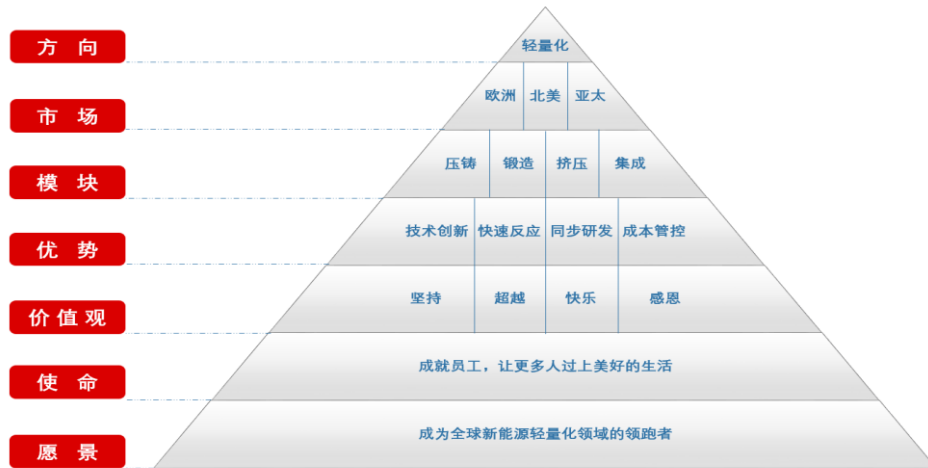 方 向
轻量化
市 场
欧洲 北美 亚太
模 块
压铸 锻造 挤压 集成
优 势
技术创新 快速反应 同步研发 成本管控
价值观
坚持 超越 快乐 感恩
使 命
成就员工，让更多人过上美好的生活
愿 景
成为全球新能源轻量化领域的领跑者